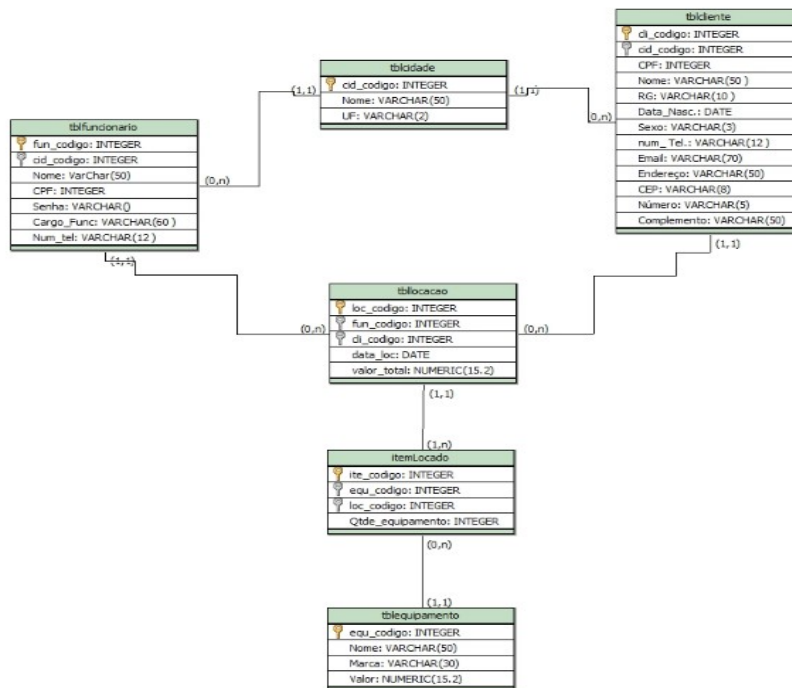 tblcliente
cli_codigo: INTEGER
cid_codigo: INTEGER
CPF: INTEGER
Nome: VARCHAR(50 )
RG: VARCHAR(10 )
Data_Nasc.: DATE
Sexo: VARCHAR(3)
num_Tel.: VARCHAR(12 )
Email: VARCHAR(70)
Endereço: VARCHAR(50)
CEP: VARCHAR(8)
Número: VARCHAR(5)
Complemento: VARCHAR(50)
tblcidade
cid_codigo: INTEGER
Nome: VARCHAR(50)
UF: VARCHAR(2)
(1,1)
(1,1)
(0,n)
(0,n)
tblfuncionario
fun_codigo: INTEGER
cid_codigo: INTEGER
Nome: VarChar(50)
CPF: INTEGER
Senha: VARCHAR()
Cargo_Func: VARCHAR(60 )
Num_tel: VARCHAR(12 )
(1,1)
(1,1)
(0,n)
(0,n)
tbllocacao
loc_codigo: INTEGER
fun_codigo: INTEGER
cli_codigo: INTEGER
data_loc: DATE
valor_total: NUMERIC(15.2)
(1,1)
(1,n)
itemLocado
ite_codigo: INTEGER
equ_codigo: INTEGER
loc_codigo: INTEGER
Qtde_equipamento: INTEGER
(0,n)
(1,1)
tblequipamento
equ_codigo: INTEGER
Nome: VARCHAR(50)
Marca: VARCHAR(30)
Valor: NUMERIC(15.2)